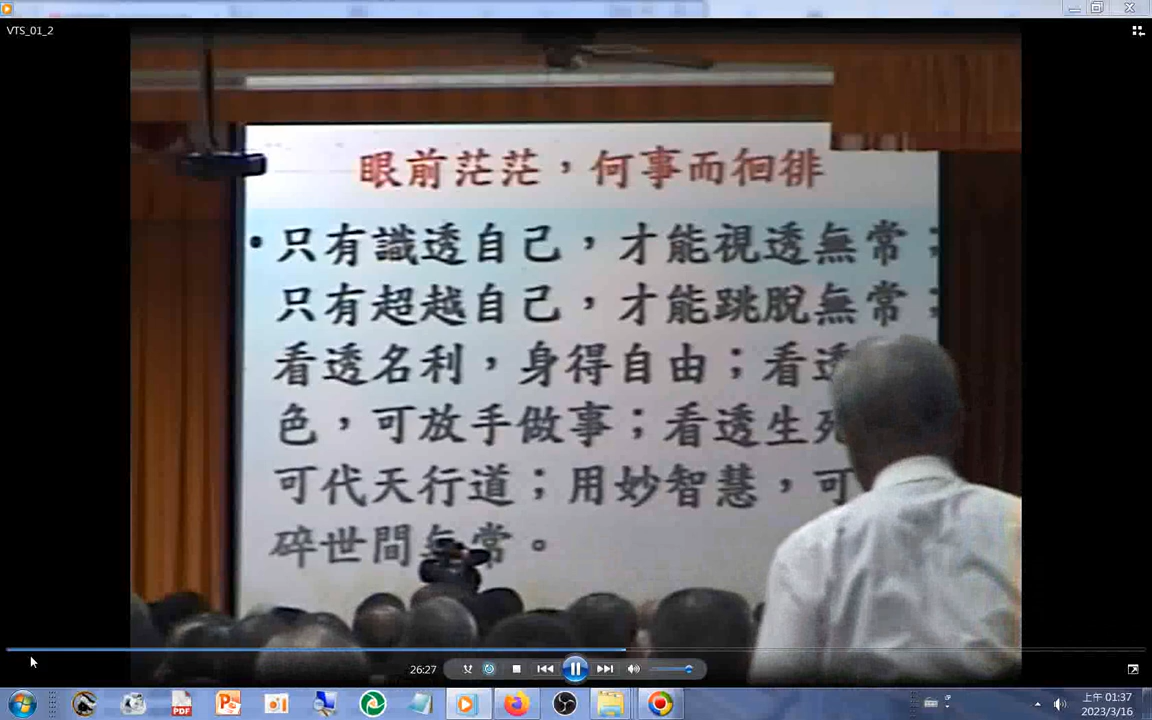 VTS_01_2
眼前茫茫，何事而徊徘
•只有識透自己，才能視透無常；
只有超越自己，才能跳脫無常；
看透名利，身得自由；看透
色，可放手做事；看透生死
可代天行道；用妙智慧，可
碎世間無常。
26:27
PDF
上午 01:37
2023/3/16